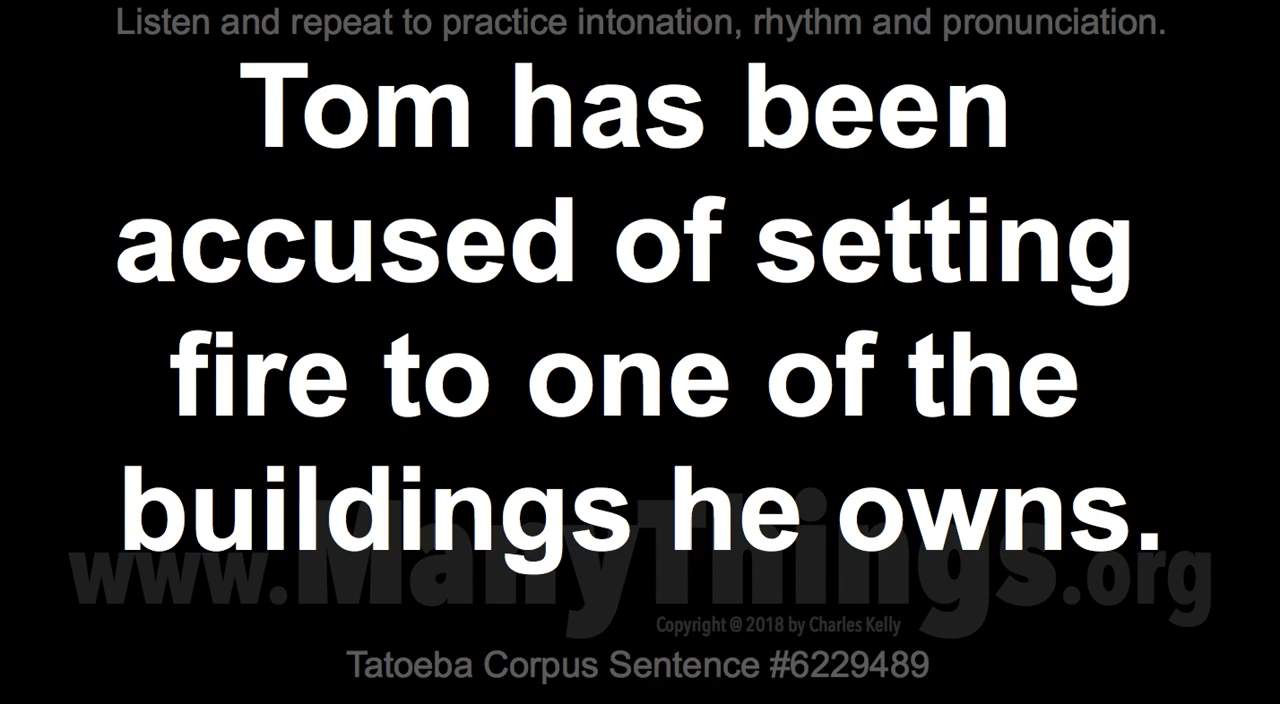 Listen and repeat to practice intonation, rhythm and pronunciation.
Tom has been
accused of setting
fire to one of the
buildings he owns.
www.ManyThings.org
Copyright @ 2018 by Charles Kelly
Tatoeba Corpus Sentence #6229489